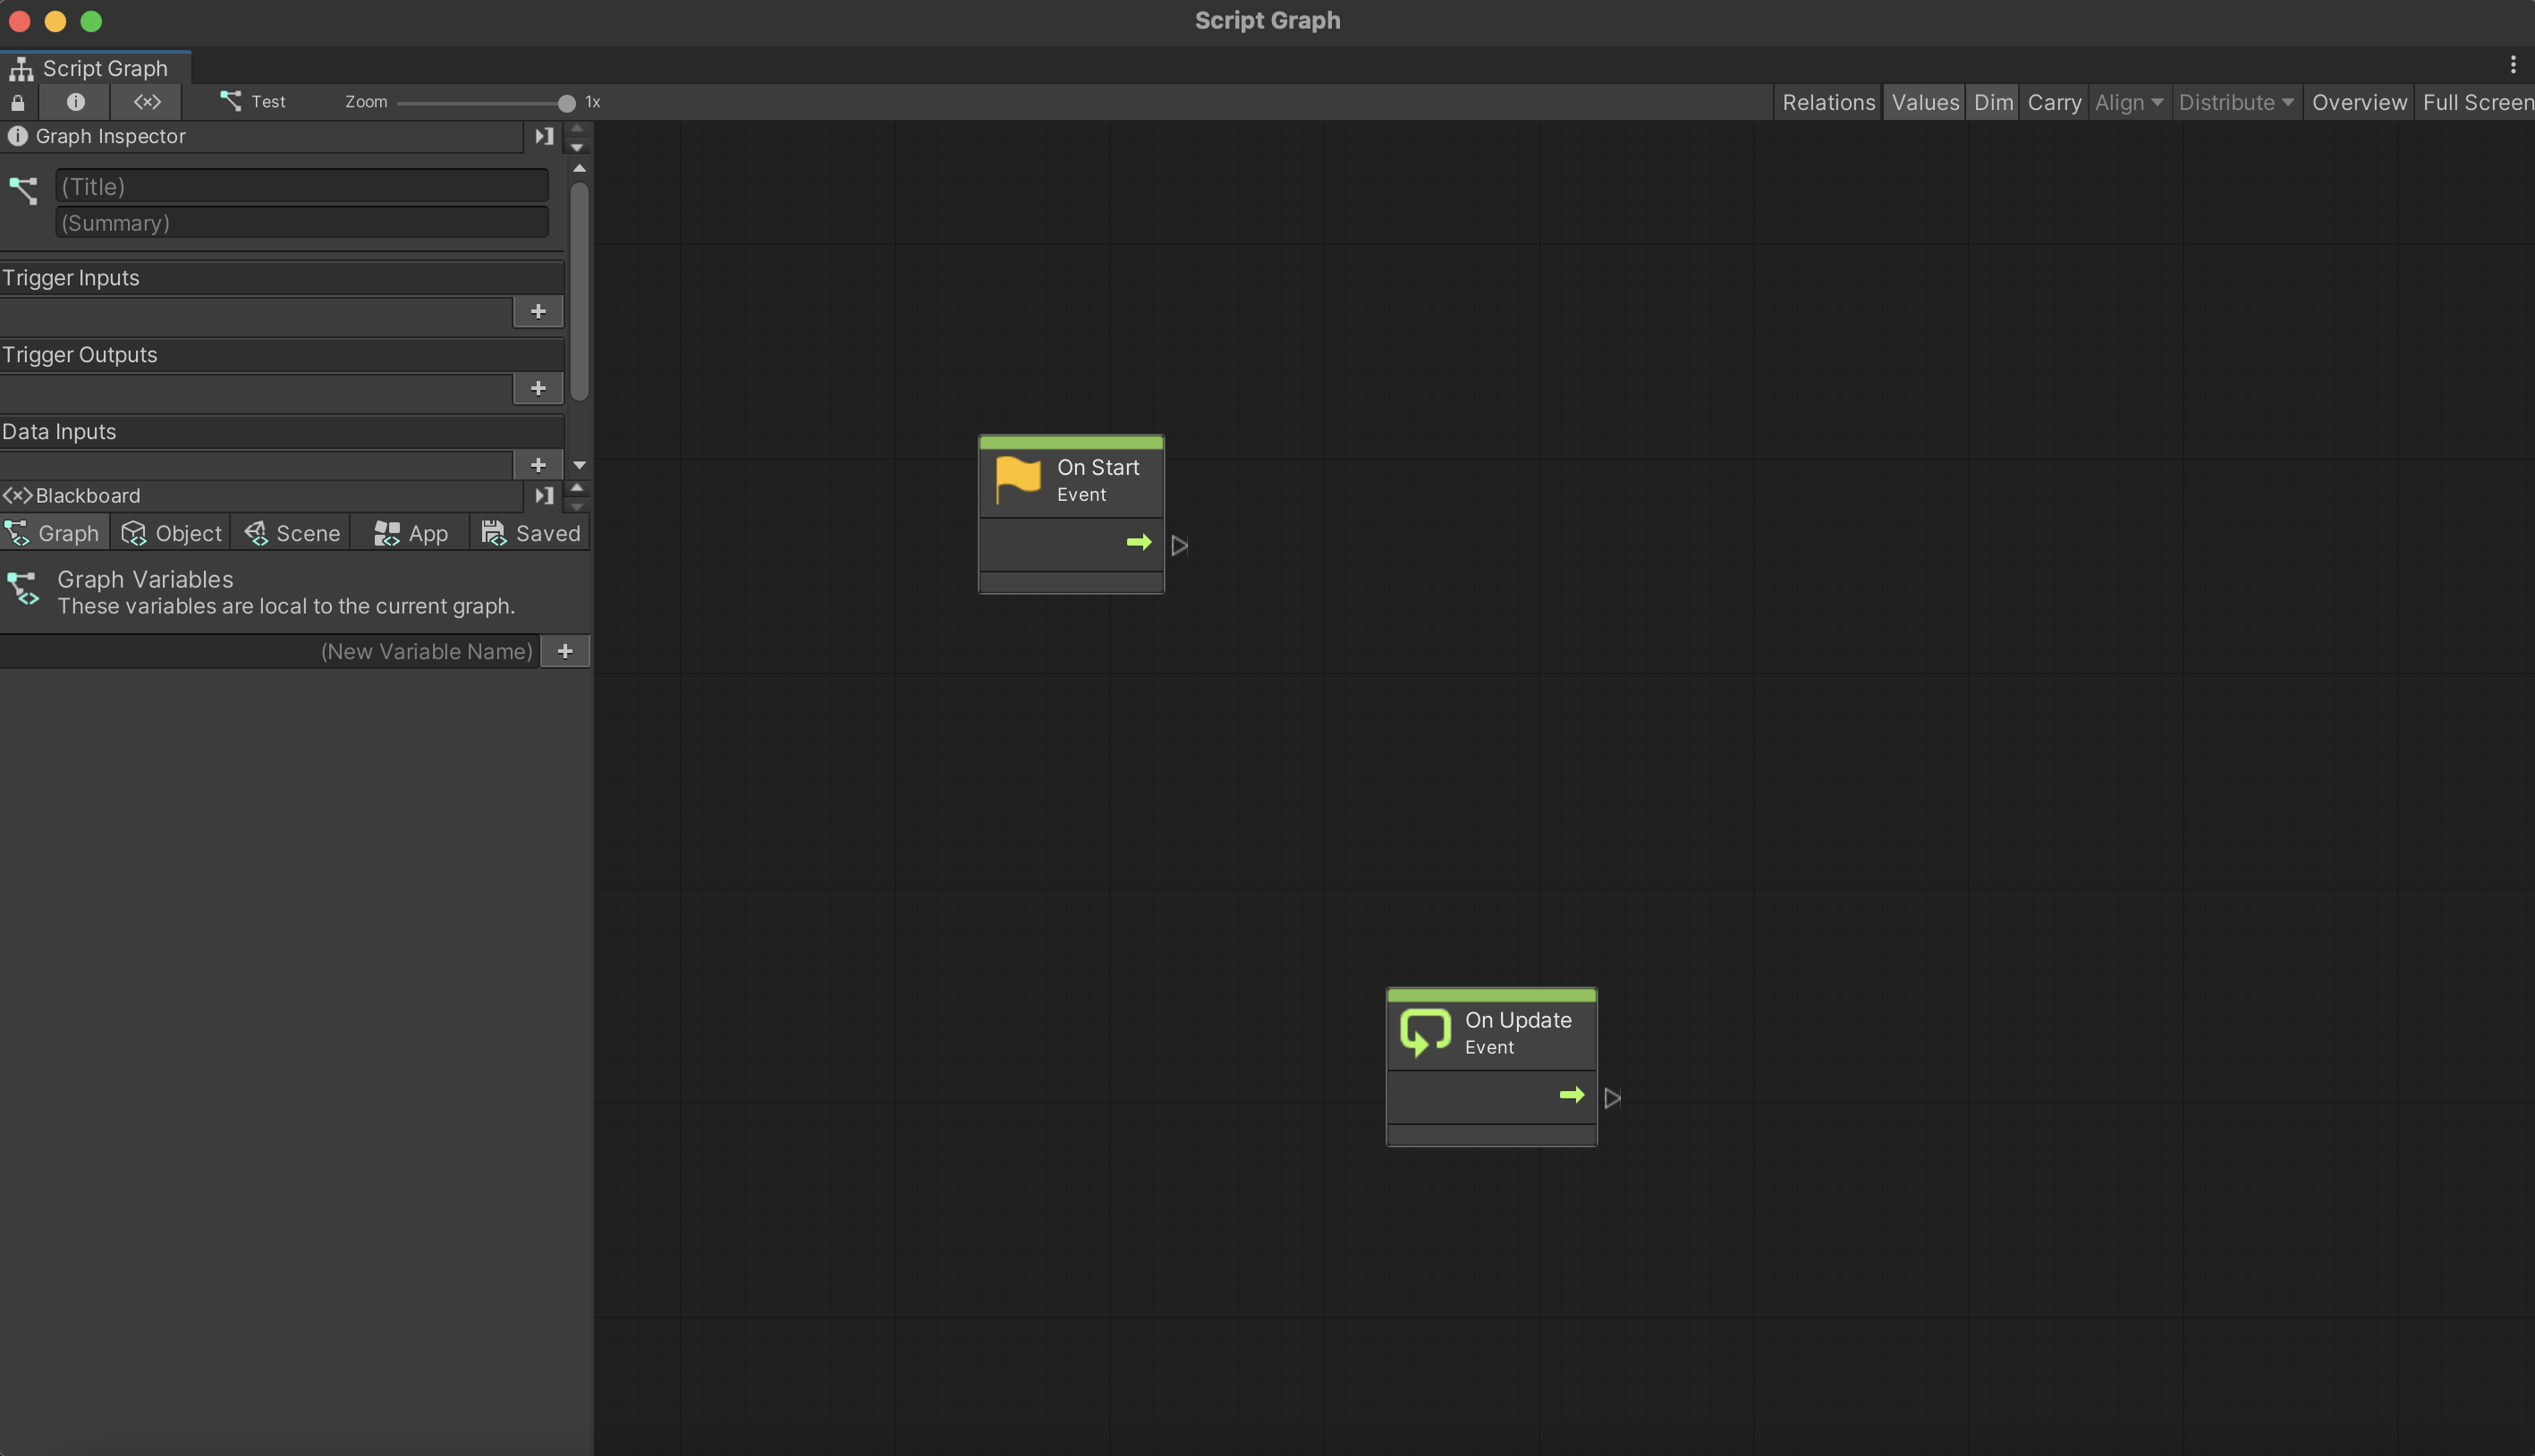 Script Graph
Script Graph
Test Zoom 1x Relations Values Dim Carry Align Distribute Overview Full Screen
Graph Inspector
(Title)
(Summary)
Trigger Inputs
+
Trigger Outputs
+
Data Inputs
+
Blackboard
Graph Object Scene App Saved
Graph Variables
These variables are local to the current graph.
(New Variable Name) +
On Start
Event
On Update
Event